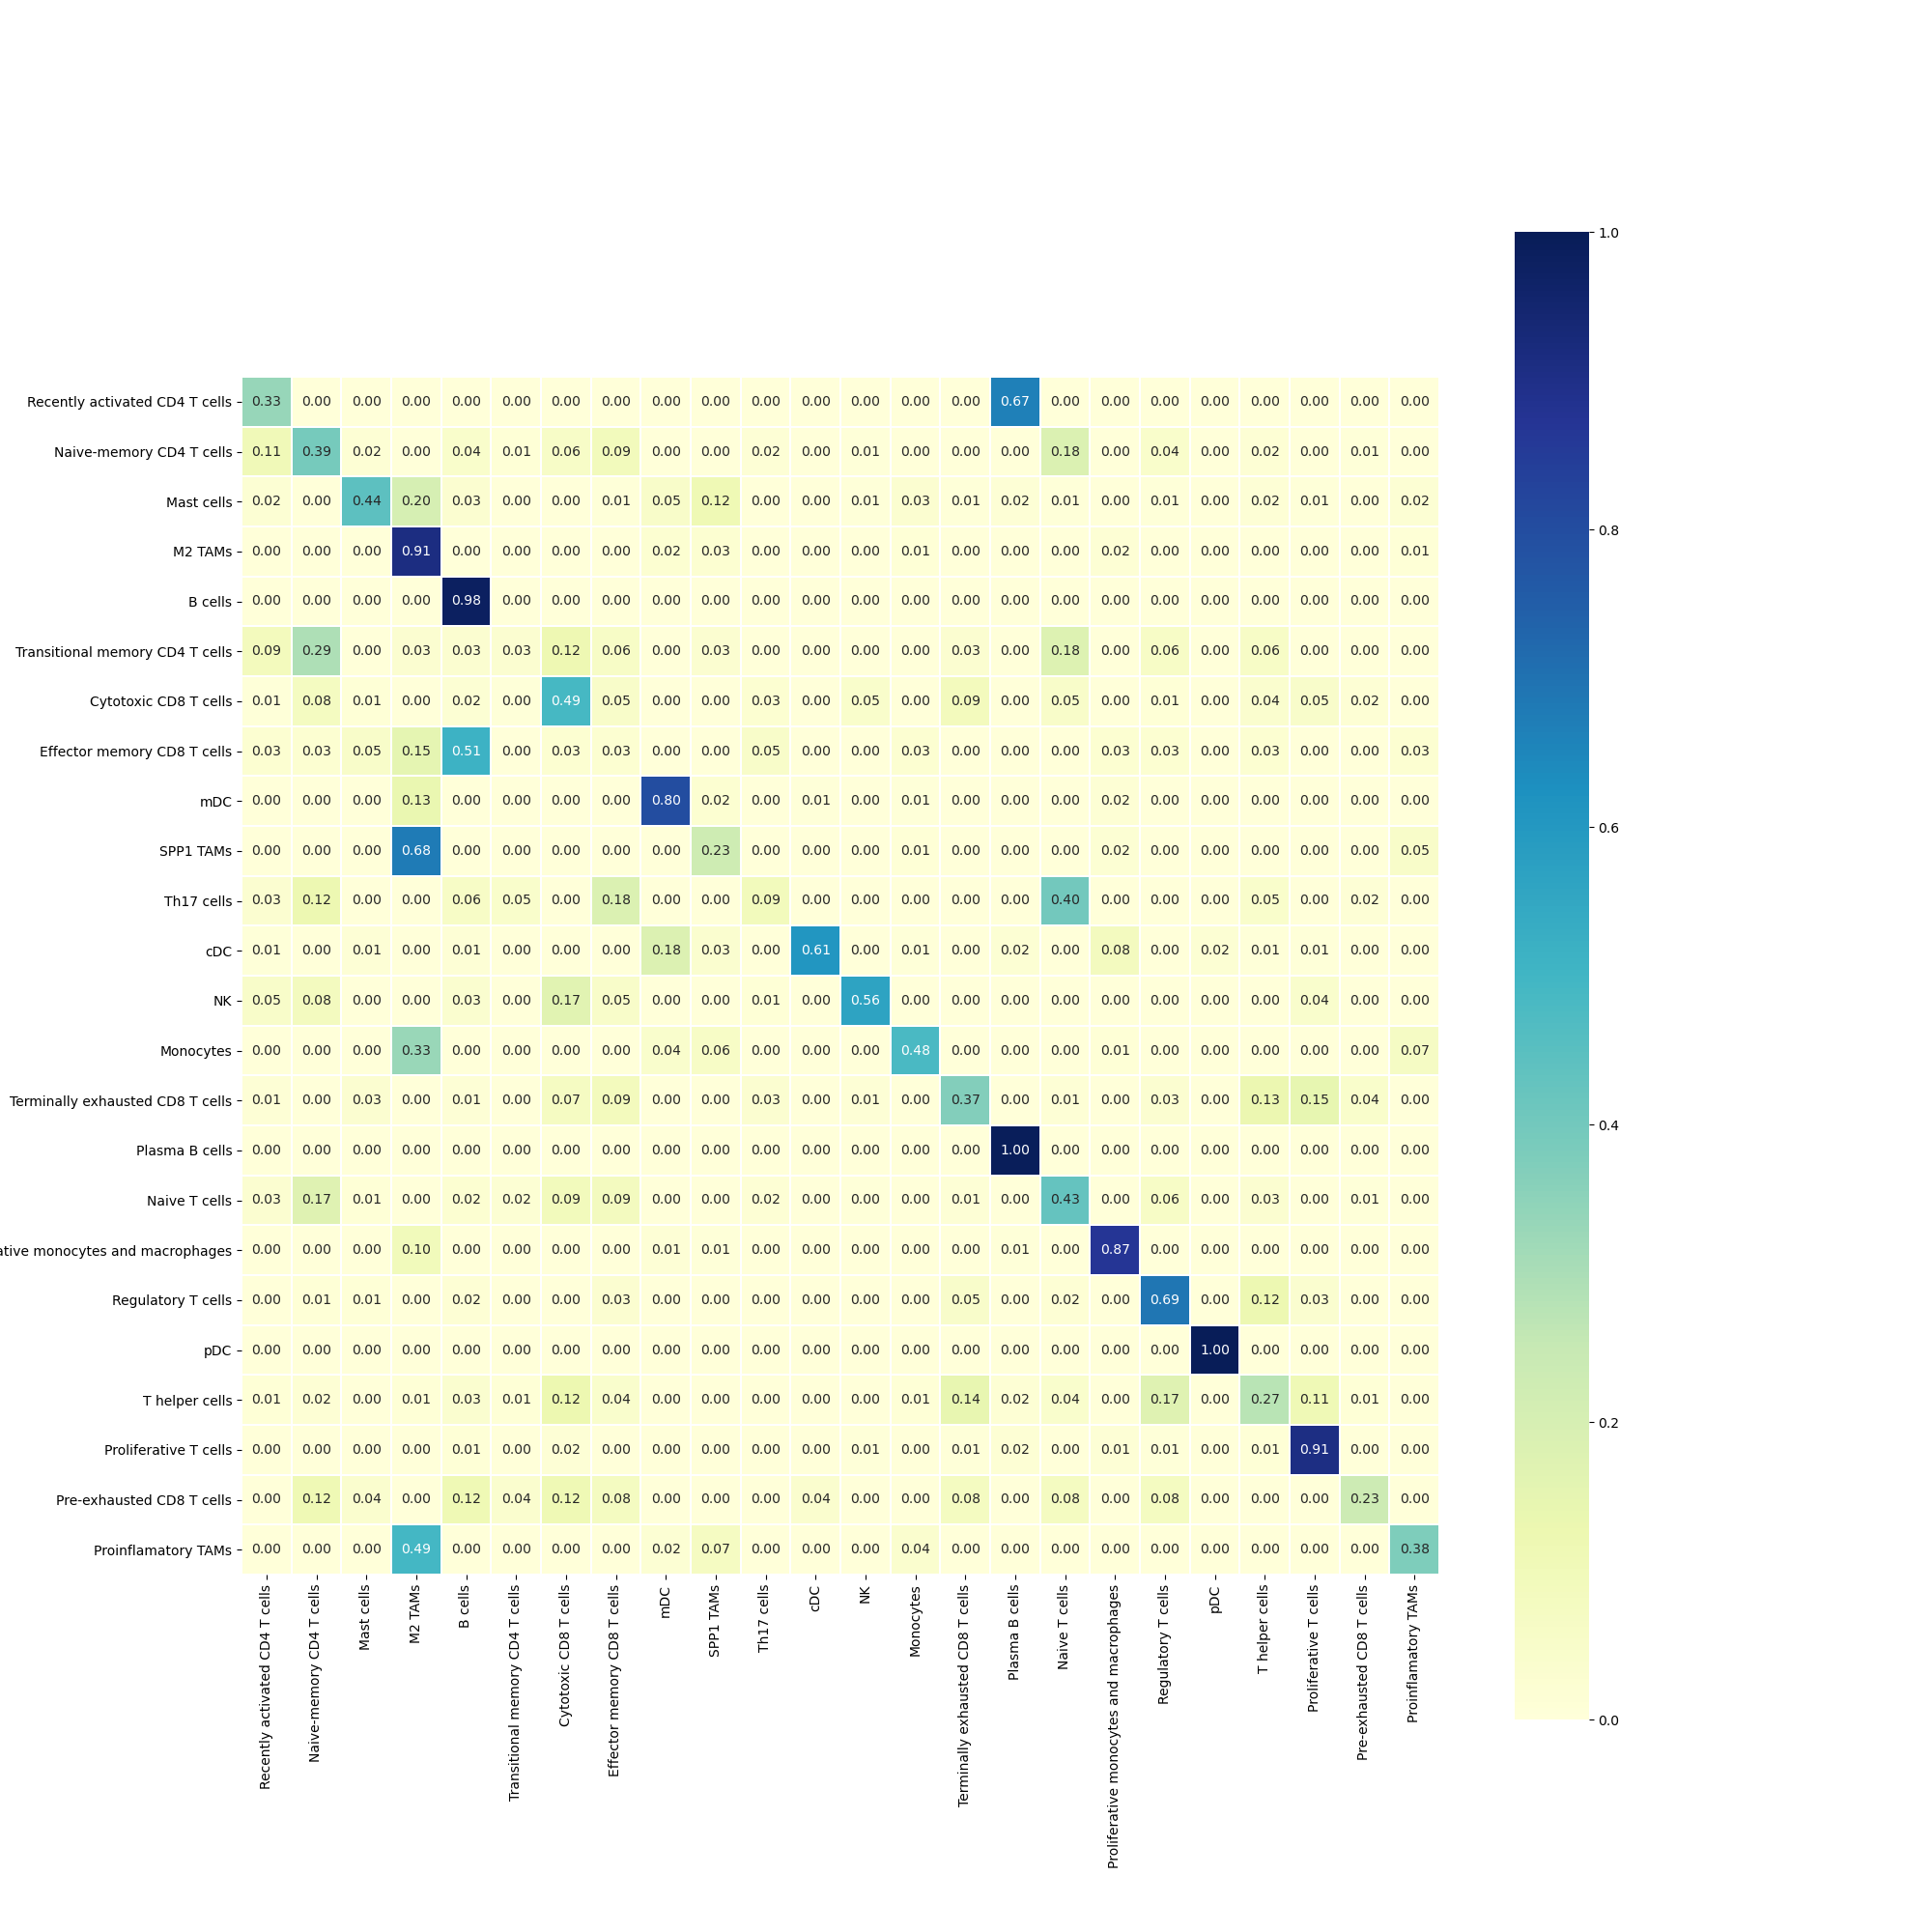 1.0
0.8
0.6
0.4
0.2
0.0
Recently activated CD4 T cells 0.33 0.00 0.00 0.00 0.00 0.00 0.00 0.00 0.00 0.00 0.00 0.00 0.00 0.00 0.00 0.67 0.00 0.00 0.00 0.00 0.00 0.00 0.00 0.00
Naive-memory CD4 T cells 0.11 0.39 0.02 0.00 0.04 0.01 0.06 0.09 0.00 0.00 0.02 0.00 0.01 0.00 0.00 0.00 0.18 0.00 0.04 0.00 0.02 0.00 0.01 0.00
Mast cells 0.02 0.00 0.44 0.20 0.03 0.00 0.00 0.01 0.05 0.12 0.00 0.00 0.01 0.03 0.01 0.02 0.01 0.00 0.01 0.00 0.02 0.01 0.00 0.02
M2 TAMs 0.00 0.00 0.00 0.91 0.00 0.00 0.00 0.00 0.02 0.03 0.00 0.00 0.00 0.01 0.00 0.00 0.00 0.02 0.00 0.00 0.00 0.00 0.00 0.01
B cells 0.00 0.00 0.00 0.00 0.98 0.00 0.00 0.00 0.00 0.00 0.00 0.00 0.00 0.00 0.00 0.00 0.00 0.00 0.00 0.00 0.00 0.00 0.00 0.00
Transitional memory CD4 T cells 0.09 0.29 0.00 0.03 0.03 0.03 0.12 0.06 0.00 0.03 0.00 0.00 0.00 0.00 0.03 0.00 0.18 0.00 0.06 0.00 0.06 0.00 0.00 0.00
Cytotoxic CD8 T cells 0.01 0.08 0.01 0.00 0.02 0.00 0.49 0.05 0.00 0.00 0.03 0.00 0.05 0.00 0.09 0.00 0.05 0.00 0.01 0.00 0.04 0.05 0.02 0.00
Effector memory CD8 T cells 0.03 0.03 0.05 0.15 0.51 0.00 0.03 0.03 0.00 0.00 0.05 0.00 0.00 0.03 0.00 0.00 0.00 0.03 0.03 0.00 0.03 0.00 0.00 0.03
mDC 0.00 0.00 0.00 0.13 0.00 0.00 0.00 0.00 0.80 0.02 0.00 0.01 0.00 0.01 0.00 0.00 0.00 0.02 0.00 0.00 0.00 0.00 0.00 0.00
SPP1 TAMs 0.00 0.00 0.00 0.68 0.00 0.00 0.00 0.00 0.00 0.23 0.00 0.00 0.00 0.01 0.00 0.00 0.00 0.02 0.00 0.00 0.00 0.00 0.00 0.05
Th17 cells 0.03 0.12 0.00 0.00 0.06 0.05 0.00 0.18 0.00 0.00 0.09 0.00 0.00 0.00 0.00 0.00 0.40 0.00 0.00 0.00 0.05 0.00 0.02 0.00
cDC 0.01 0.00 0.01 0.00 0.01 0.00 0.00 0.00 0.18 0.03 0.00 0.61 0.00 0.01 0.00 0.02 0.00 0.08 0.00 0.02 0.01 0.01 0.00 0.00
NK 0.05 0.08 0.00 0.00 0.03 0.00 0.17 0.05 0.00 0.00 0.01 0.00 0.56 0.00 0.00 0.00 0.00 0.00 0.00 0.00 0.00 0.04 0.00 0.00
Monocytes 0.00 0.00 0.00 0.33 0.00 0.00 0.00 0.00 0.04 0.06 0.00 0.00 0.00 0.48 0.00 0.00 0.00 0.01 0.00 0.00 0.00 0.00 0.00 0.07
Terminally exhausted CD8 T cells 0.01 0.00 0.03 0.00 0.01 0.00 0.07 0.09 0.00 0.00 0.03 0.00 0.01 0.00 0.37 0.00 0.01 0.00 0.03 0.00 0.13 0.15 0.04 0.00
Plasma B cells 0.00 0.00 0.00 0.00 0.00 0.00 0.00 0.00 0.00 0.00 0.00 0.00 0.00 0.00 0.00 1.00 0.00 0.00 0.00 0.00 0.00 0.00 0.00 0.00
Naive T cells 0.03 0.17 0.01 0.00 0.02 0.02 0.09 0.09 0.00 0.00 0.02 0.00 0.00 0.00 0.01 0.00 0.43 0.00 0.06 0.00 0.03 0.00 0.01 0.00
ative monocytes and macrophages 0.00 0.00 0.00 0.10 0.00 0.00 0.00 0.00 0.01 0.01 0.00 0.00 0.00 0.00 0.00 0.01 0.00 0.87 0.00 0.00 0.00 0.00 0.00 0.00
Regulatory T cells 0.00 0.01 0.01 0.00 0.02 0.00 0.00 0.03 0.00 0.00 0.00 0.00 0.00 0.00 0.05 0.00 0.02 0.00 0.69 0.00 0.12 0.03 0.00 0.00
pDC 0.00 0.00 0.00 0.00 0.00 0.00 0.00 0.00 0.00 0.00 0.00 0.00 0.00 0.00 0.00 0.00 0.00 0.00 0.00 1.00 0.00 0.00 0.00 0.00
T helper cells 0.01 0.02 0.00 0.01 0.03 0.01 0.12 0.04 0.00 0.00 0.00 0.00 0.00 0.01 0.14 0.02 0.04 0.00 0.17 0.00 0.27 0.11 0.01 0.00
Proliferative T cells 0.00 0.00 0.00 0.00 0.01 0.00 0.02 0.00 0.00 0.00 0.00 0.00 0.01 0.00 0.01 0.02 0.00 0.01 0.01 0.00 0.01 0.91 0.00 0.00
Pre-exhausted CD8 T cells 0.00 0.12 0.04 0.00 0.12 0.04 0.12 0.08 0.00 0.00 0.00 0.04 0.00 0.00 0.08 0.00 0.08 0.00 0.08 0.00 0.00 0.00 0.23 0.00
Proinflamatory TAMs 0.00 0.00 0.00 0.49 0.00 0.00 0.00 0.00 0.02 0.07 0.00 0.00 0.00 0.04 0.00 0.00 0.00 0.00 0.00 0.00 0.00 0.00 0.00 0.38
Recently activated CD4 T cells
Naive-memory CD4 T cells
Mast cells
M2 TAMs
B cells
Transitional memory CD4 T cells
Cytotoxic CD8 T cells
Effector memory CD8 T cells
mDC
SPP1 TAMs
Th17 cells
cDC
NK
Monocytes
Terminally exhausted CD8 T cells
Plasma B cells
Naive T cells
Proliferative monocytes and macrophages
Regulatory T cells
pDC
T helper cells
Proliferative T cells
Pre-exhausted CD8 T cells
Proinflamatory TAMs